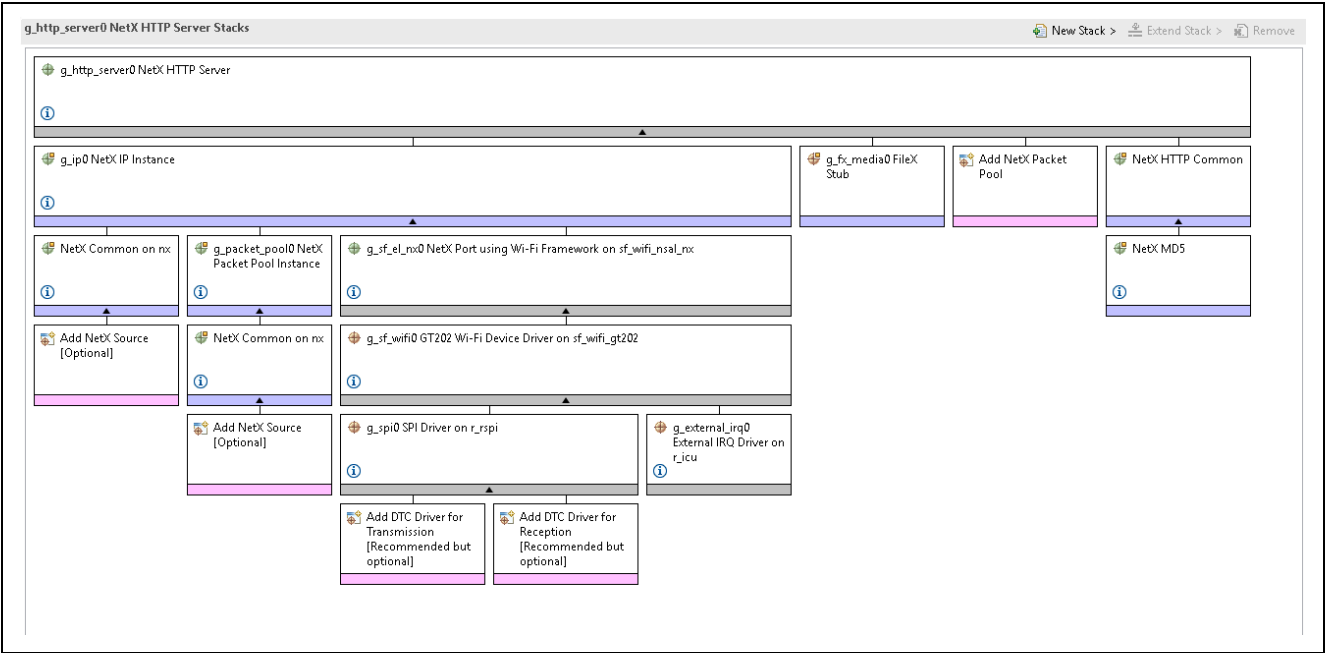 g_http_server0 NetX HTTP Server Stacks
New Stack > Extend Stack > Remove
g_http_server0 NetX HTTP Server
g_ip0 NetX IP Instance
g_fx_media0 FileX
Stub
Add NetX Packet
Pool
NetX HTTP Common
NetX Common on nx
g_packet_pool0 NetX
Packet Pool Instance
g_sf_el_nx0 NetX Port using Wi-Fi Framework on sf_wifi_nsal_nx
NetX MD5
Add NetX Source
[Optional]
NetX Common on nx
g_sf_wifi0 GT202 Wi-Fi Device Driver on sf_wifi_gt202
Add NetX Source
[Optional]
g_spi0 SPI Driver on r_rspi
g_external_irq0
External IRQ Driver on
r_icu
Add DTC Driver for
Transmission
[Recommended but
optional]
Add DTC Driver for
Reception
[Recommended but
optional]